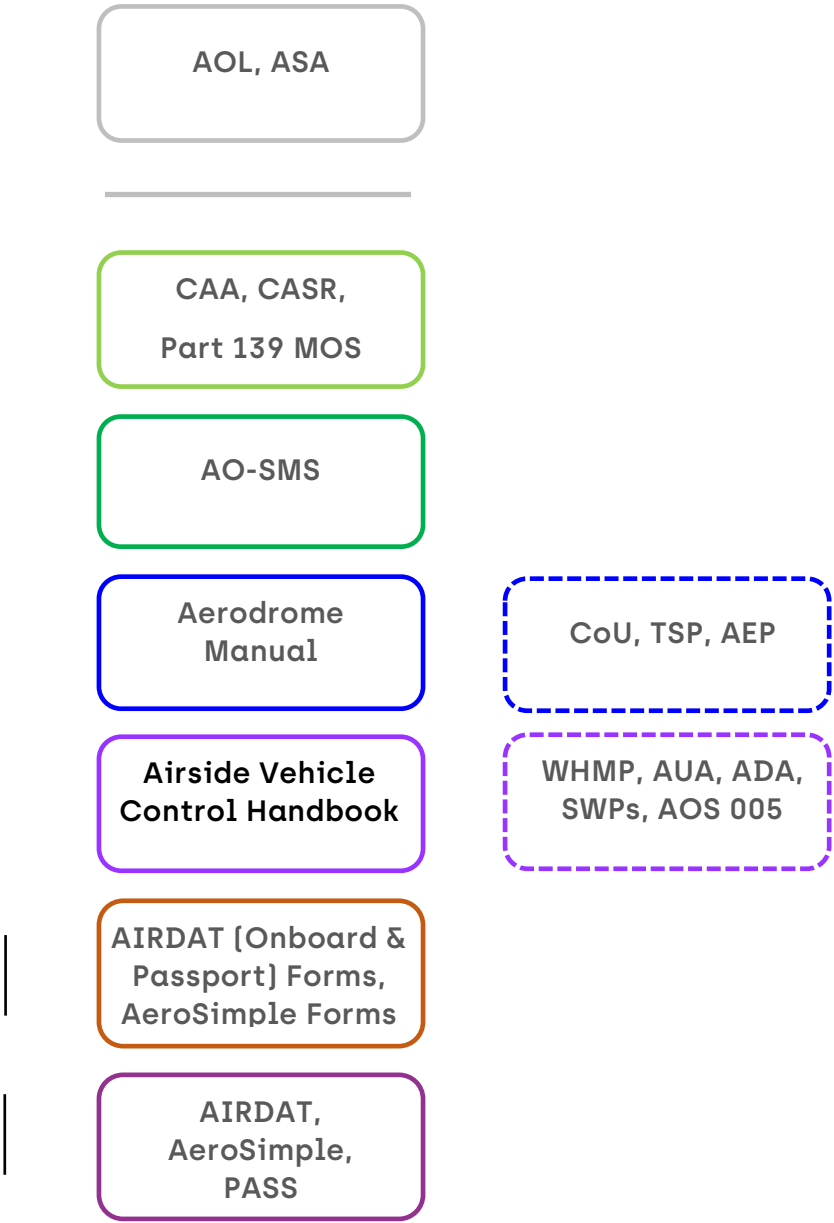 AOL, ASA
CAA, CASR,
Part 139 MOS
AO-SMS
Aerodrome
Manual
CoU, TSP, AEP
Airside Vehicle
Control Handbook
WHMP, AUA, ADA,
SWPs, AOS 005
AIRDAT (Onboard &
Passport) Forms,
AeroSimple Forms
AIRDAT,
AeroSimple,
PASS